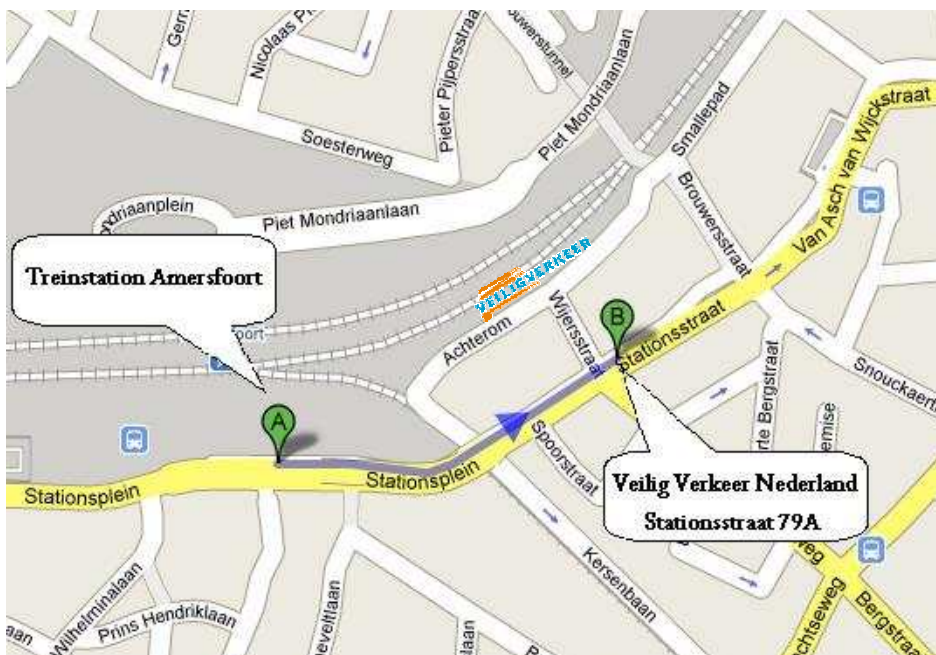 Nicolaas P
Pieter Pijpersstraat
Soesterweg
Piet Mondriaanlaan
Smallepad
Van Asch van Wijckstraat
Piet Mondriaanlaan
Brouwersstraat
Treinstation Amersfoort
VEILIGVERKEER
B
Wijersstraat
Achterom
Stationsstraat
Snouckaert
A
Stationsplein
Stationsplein
Spoorstraat
Veilig Verkeer Nederland
Stationsstraat 79A
Kersenbaan
Wilhelminalaan
Prins Hendriklaan
Bergstraat